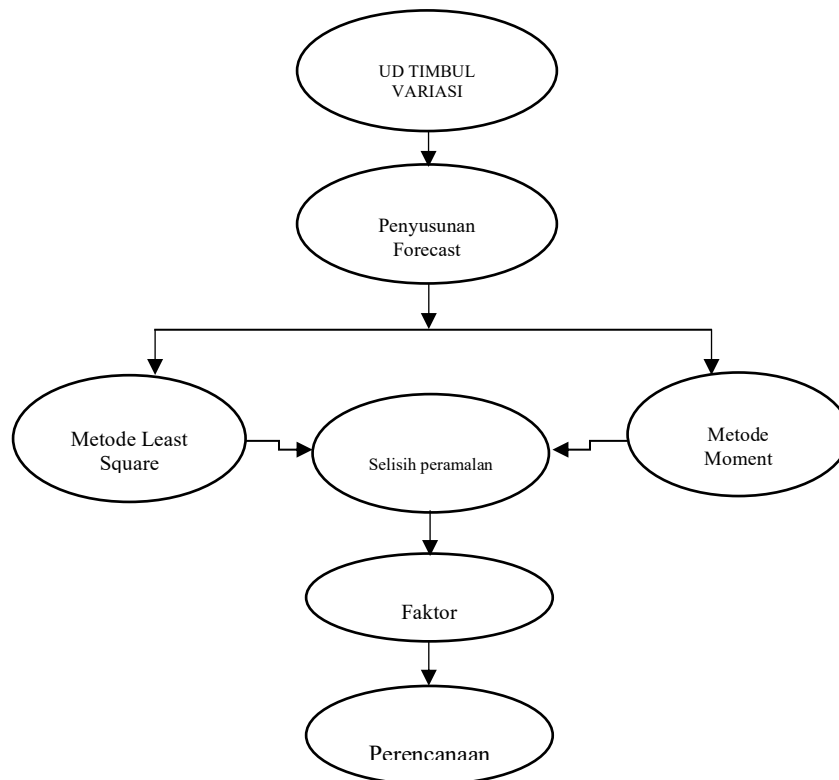 UD TIMBUL
VARIASI
Penyusunan
Forecast
Metode Least
Square
Selisih peramalan
Metode
Moment
Faktor
Perencanaan